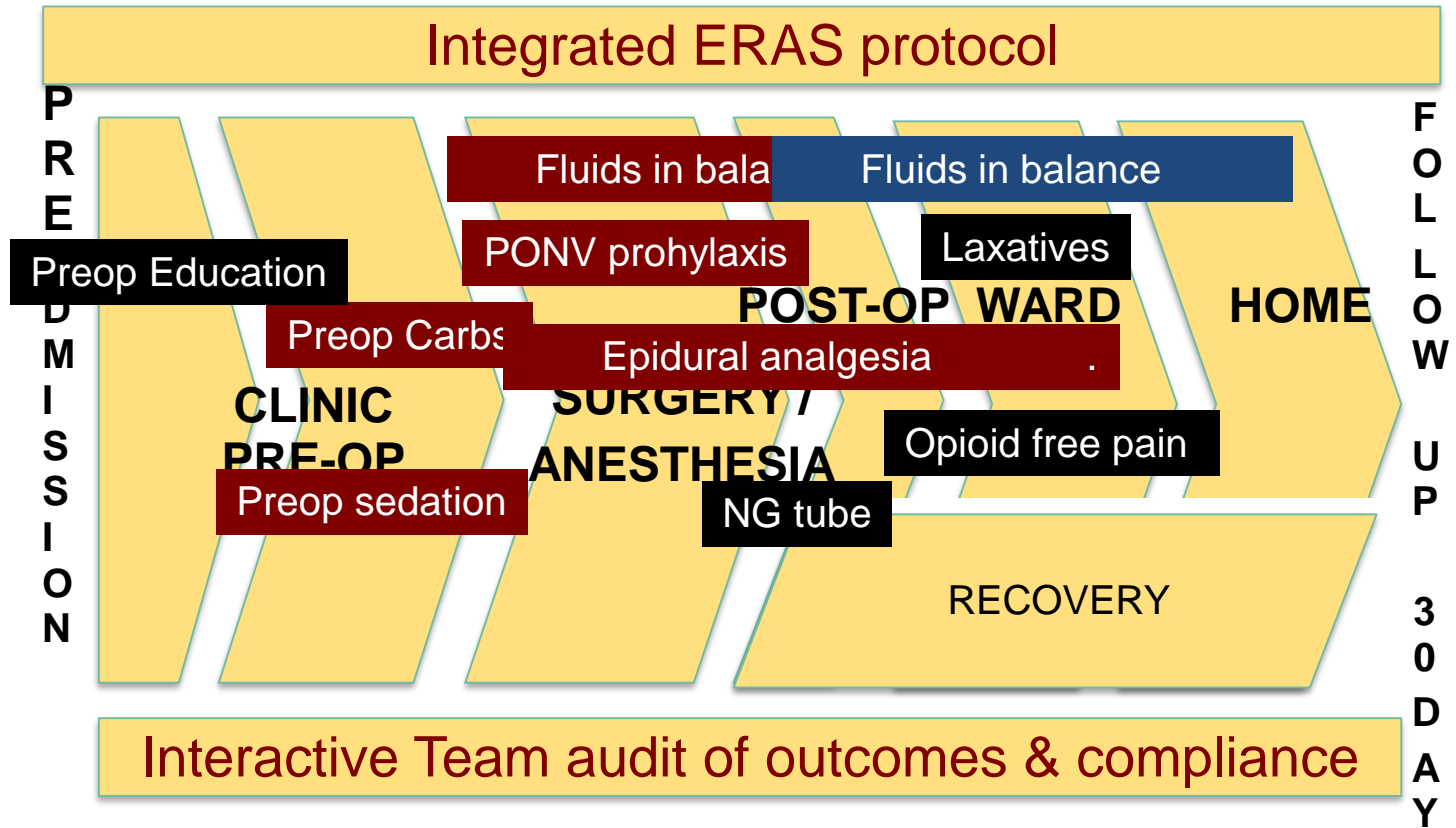 Integrated ERAS protocol
PRE
DMISSION
Fluids in bala
Fluids in balance
PONV prohylaxis
Laxatives
Preop Education
POST-OP
WARD
HOME
Preop Carbs
Epidural analgesia .
CLINIC
PRE-OP
SURGERY /
ANESTHESIA
Opioid free pain
Preop sedation
NG tube
RECOVERY
FOLLOW UP 30 DAY
Interactive Team audit of outcomes & compliance